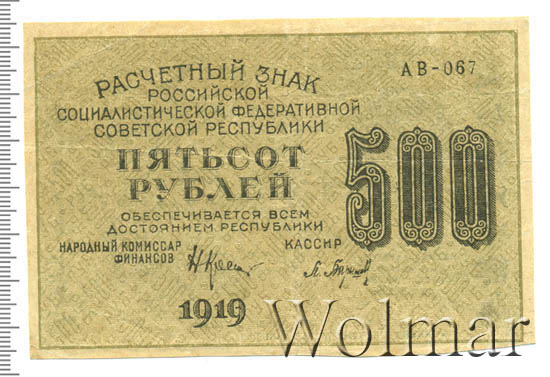 РАСЧЕТНЫЙ ЗНАК
РОССИЙСКОЙ
СОЦИАЛИСТИЧЕСКОЙ ФЕДЕРАТИВНОЙ
СОВЕТСКОЙ РЕСПУБЛИКИ
ПЯТЬСОТ
РУБЛЕЙ
ОБЕСПЕЧИВАЕТСЯ ВСЕМ
ДОСТОЯНИЕМ РЕСПУБЛИКИ
НАРОДНЫЙ КОМИССАР
ФИНАНСОВ
КАССИР
1919
АВ-067
500
Wolmar